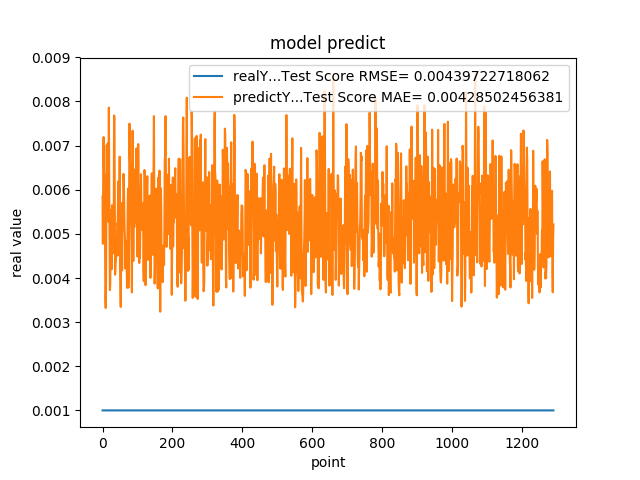 model predict
realY...Test Score RMSE= 0.00439722718062
predictY...Test Score MAE= 0.00428502456381
0.009
0.008
0.007
0.006
0.005
0.004
0.003
0.002
0.001
real value
0 200 400 600 800 1000 1200
point